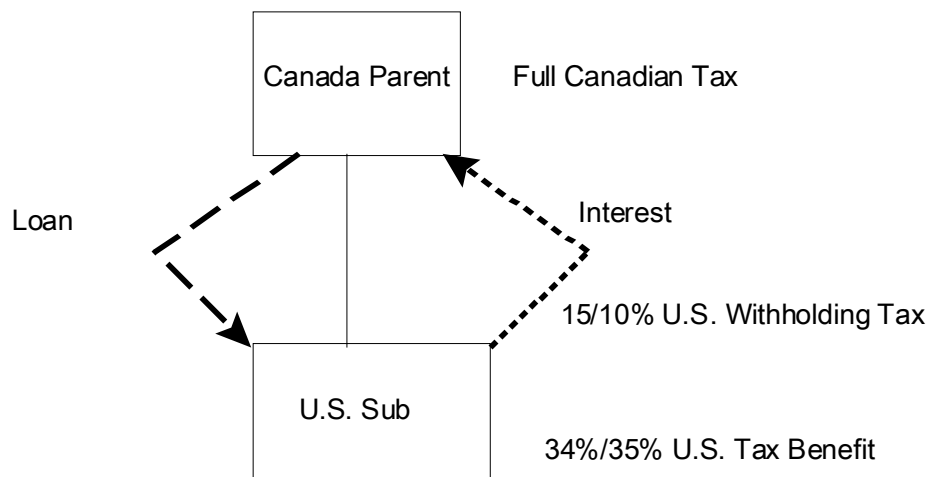 Canada Parent
Full Canadian Tax
Loan
Interest
15/10% U.S. Withholding Tax
U.S. Sub
34%/35% U.S. Tax Benefit